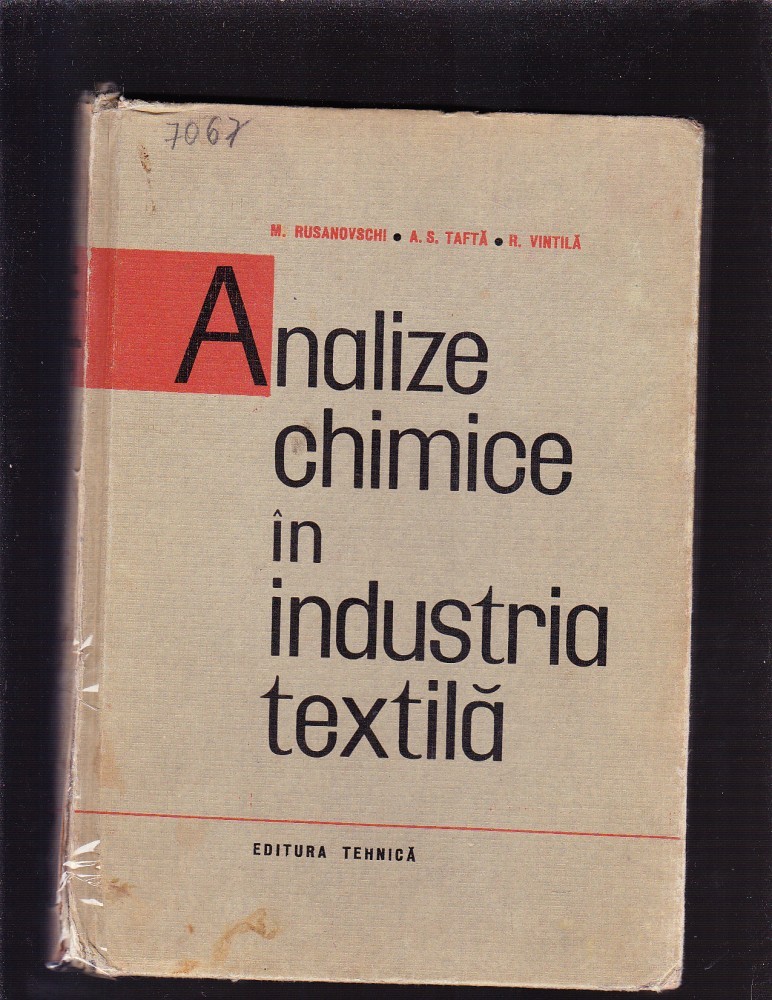 7067
M. RUSANOVSCHI • A. S. TAFTĂ • R. VINTILĂ
Analize
chimice
în
industria
textilă
EDITURA TEHNICĂ